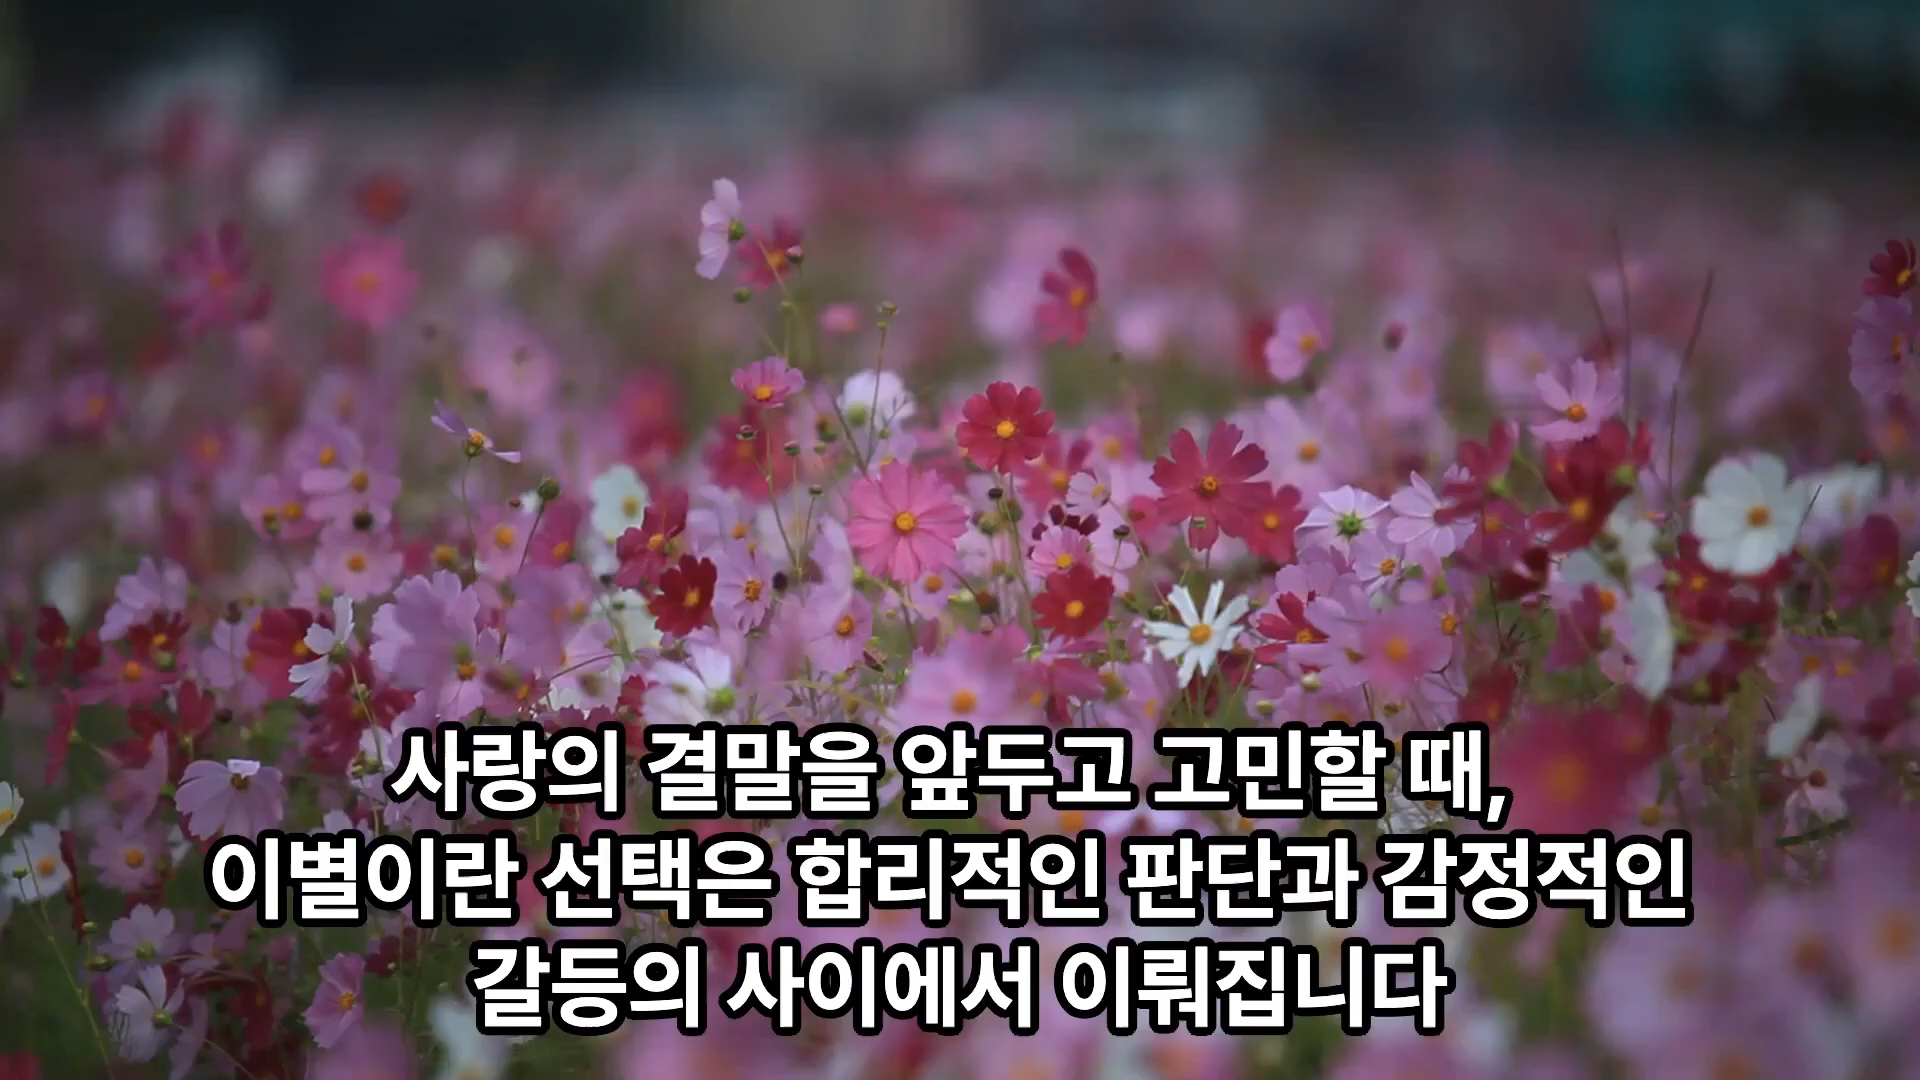 사랑의 결말을 앞두고 고민할 때,
이별이란 선택은 합리적인 판단과 감정적인
갈등의 사이에서 이뤄집니다